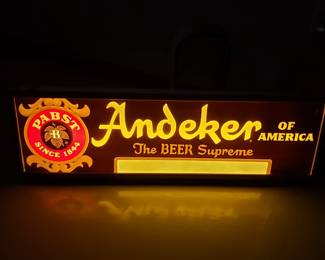 PABST
B
SINCE 1844
Andeker
OF
AMERICA
The BEER Supreme